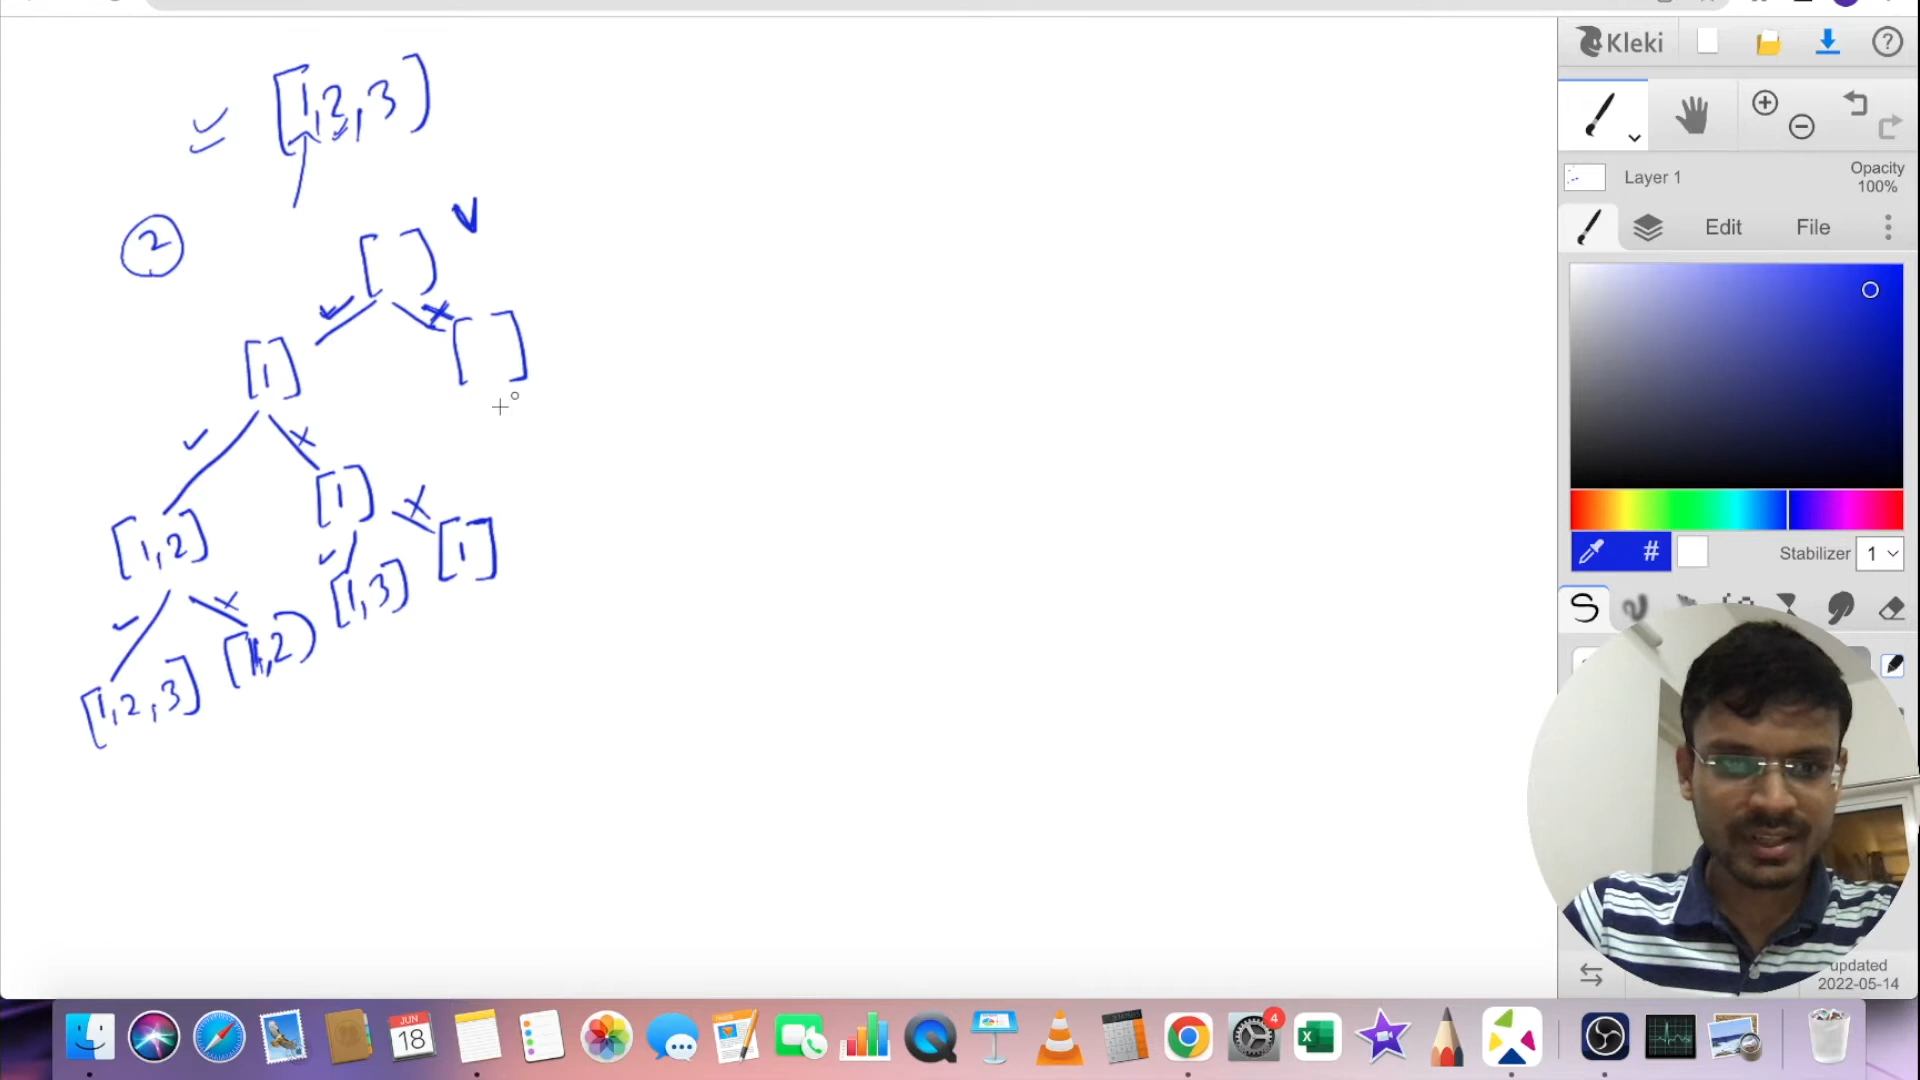 [1,2,3]
2
[ ]
[1]
[ ]
[1,2]
[1]
[1,3]
[1]
[1,2,3]
[1,2]
Kleki
?
Layer 1
Opacity
100%
Edit
File
#
Stabilizer
1
updated
2022-05-14
JUN
18
4